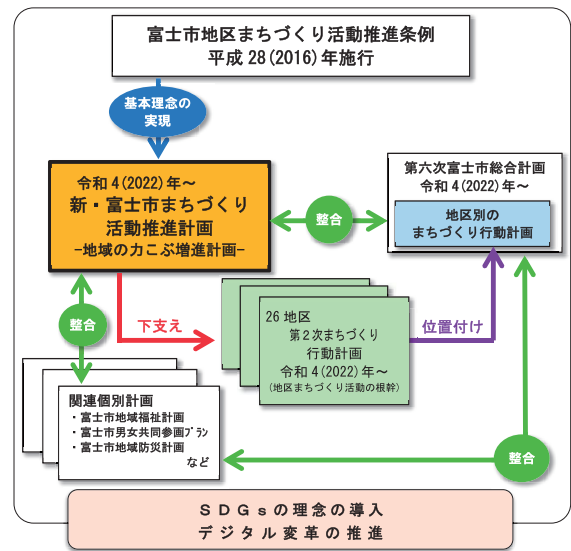 富士市地区まちづくり活動推進条例
平成28(2016)年施行
基本理念の
実現
令和4(2022)年～
新・富士市まちづくり
活動推進計画
−地域の力こぶ増進計画−
整合
第六次富士市総合計画
令和4(2022)年～
地区別の
まちづくり行動計画
整合
下支え
26地区
第2次まちづくり
行動計画
令和4(2022)年～
(地区まちづくり活動の根幹)
位置付け
関連個別計画
・富士市地域福祉計画
・富士市男女共同参画ﾌﾟﾗﾝ
・富士市地域防災計画
など
整合
ＳＤＧｓの理念の導入
デジタル変革の推進